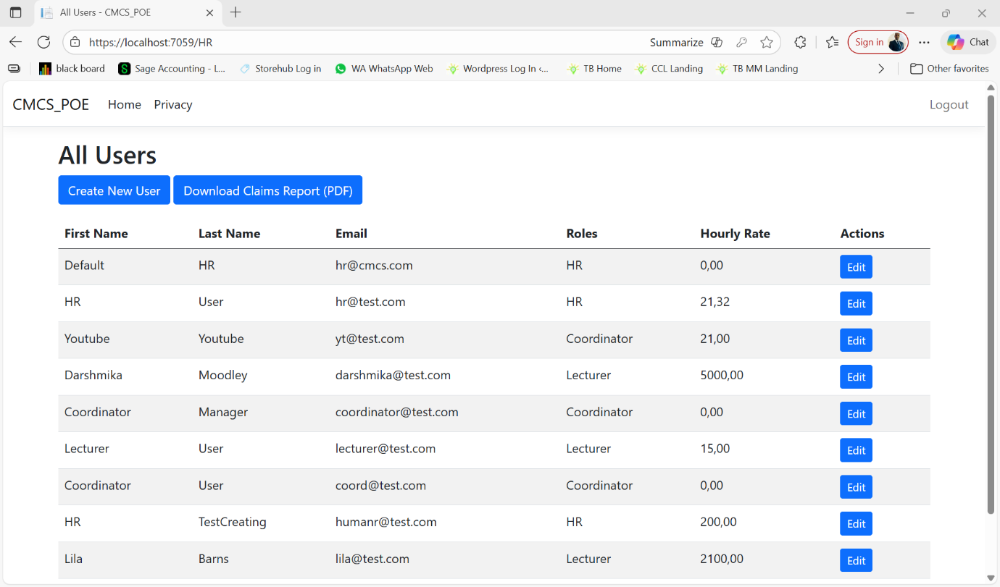 All Users - CMCS_POE
https://localhost:7059/HR Summarize Sign in Chat
black board Sage Accounting - L... Storehub Log in WA WhatsApp Web Wordpress Log In ‹... TB Home CCL Landing TB MM Landing Other favorites
CMCS_POE Home Privacy Logout
All Users
Create New User Download Claims Report (PDF)
First Name Last Name Email Roles Hourly Rate Actions
Default HR hr@cmcs.com HR 0,00 Edit
HR User hr@test.com HR 21,32 Edit
Youtube Youtube yt@test.com Coordinator 21,00 Edit
Darshmika Moodley darshmika@test.com Lecturer 5000,00 Edit
Coordinator Manager coordinator@test.com Coordinator 0,00 Edit
Lecturer User lecturer@test.com Lecturer 15,00 Edit
Coordinator User coord@test.com Coordinator 0,00 Edit
HR TestCreating humanr@test.com HR 200,00 Edit
Lila Barns lila@test.com Lecturer 2100,00 Edit